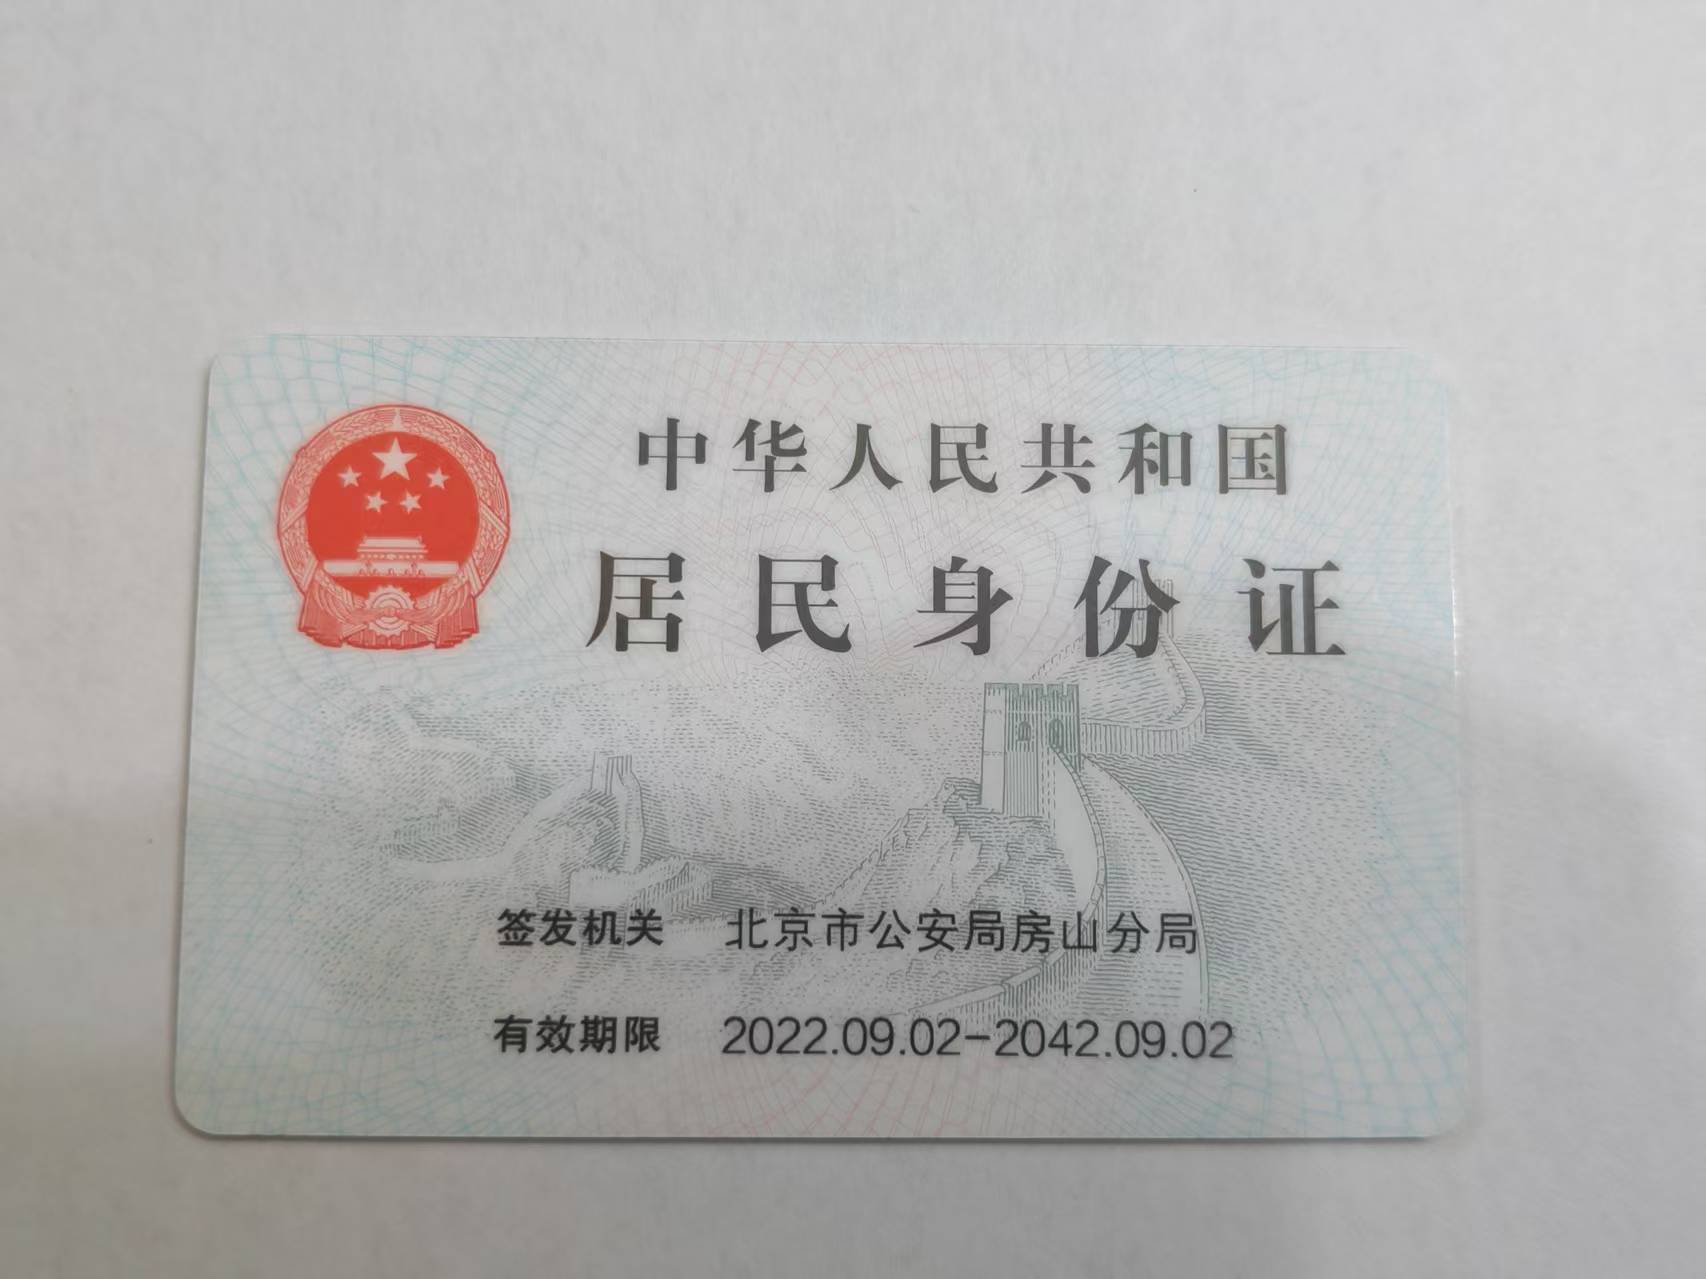 中华人民共和国
居民身份证
签发机关 北京市公安局房山分局
有效期限 2022.09.02-2042.09.02